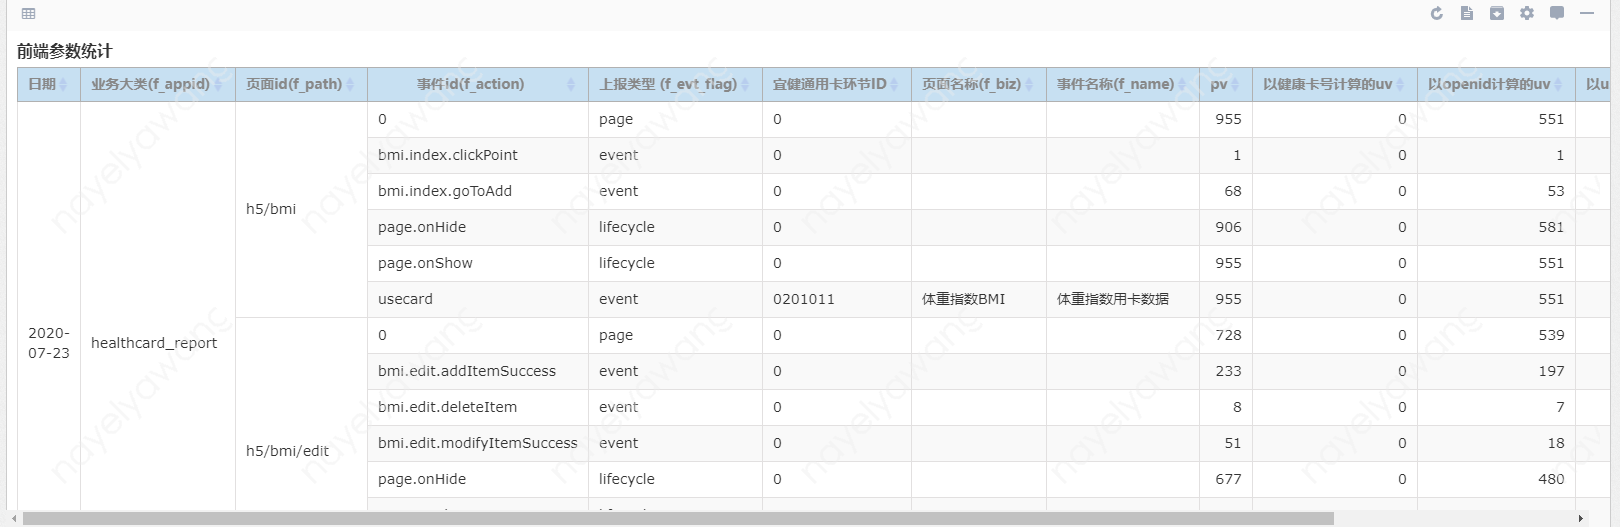 前端参数统计
日期 业务大类(f_appid) 页面id(f_path) 事件id(f_action) 上报类型 (f_evt_flag) 宜健通用卡环节ID 页面名称(f_biz) 事件名称(f_name) pv 以健康卡号计算的uv 以openid计算的uv 以u
0 page 0 955 0 551
bmi.index.clickPoint event 0 1 0 1
bmi.index.goToAdd event 0 68 0 53
h5/bmi
page.onHide lifecycle 0 906 0 581
page.onShow lifecycle 0 955 0 551
usecard event 0201011 体重指数BMI 体重指数用卡数据 955 0 551
2020-
07-23
healthcard_report
0 page 0 728 0 539
bmi.edit.addItemSuccess event 0 233 0 197
bmi.edit.deleteItem event 0 8 0 7
bmi.edit.modifyItemSuccess event 0 51 0 18
h5/bmi/edit
page.onHide lifecycle 0 677 0 480
nayelyawang